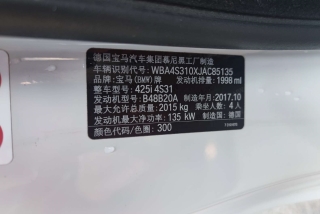 德国宝马汽车集团慕尼黑工厂制造
车辆识别代号: WBA4S310XJAC85135
品牌: 宝马(BMW)牌 发动机排量: 1998 ml
整车型号: 425i 4S31
发动机型号: B48B20A 制造年月: 2017.10
最大允许总质量: 2015 kg 乘坐人数: 4人
发动机最大净功率: 135 kW 制造国: 德国
颜色代码/色圈: 300